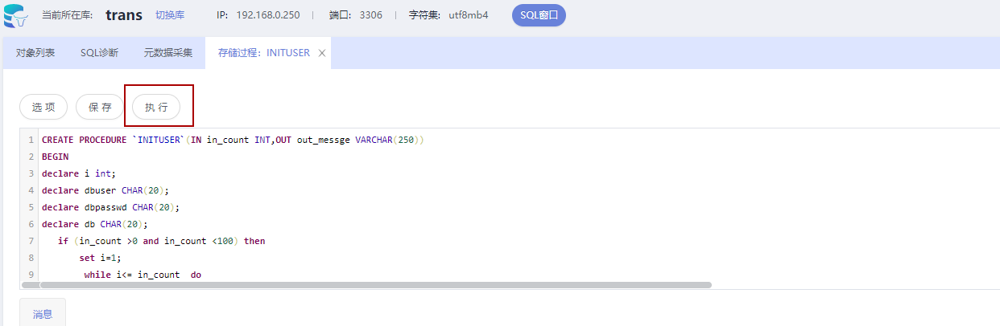 当前所在库: trans 切换库 IP: 192.168.0.250 端口: 3306 字符集: utf8mb4 SQL窗口
对象列表 SQL诊断 元数据采集 存储过程: INITUSER ×
选 项 保 存 执 行
1 CREATE PROCEDURE `INITUSER`(IN in_count INT,OUT out_messge VARCHAR(250))
2 BEGIN
3 declare i int;
4 declare dbuser CHAR(20);
5 declare dbpasswd CHAR(20);
6 declare db CHAR(20);
7 if (in_count >0 and in_count <100) then
8 set i=1;
9 while i<= in_count do
消息